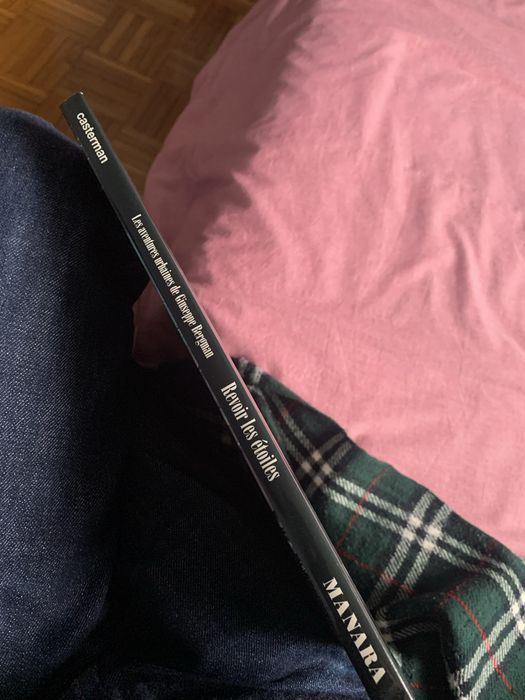 casterman
Les aventures urbaines de Giuseppe Bergman
Revoir les étoiles
MANARA